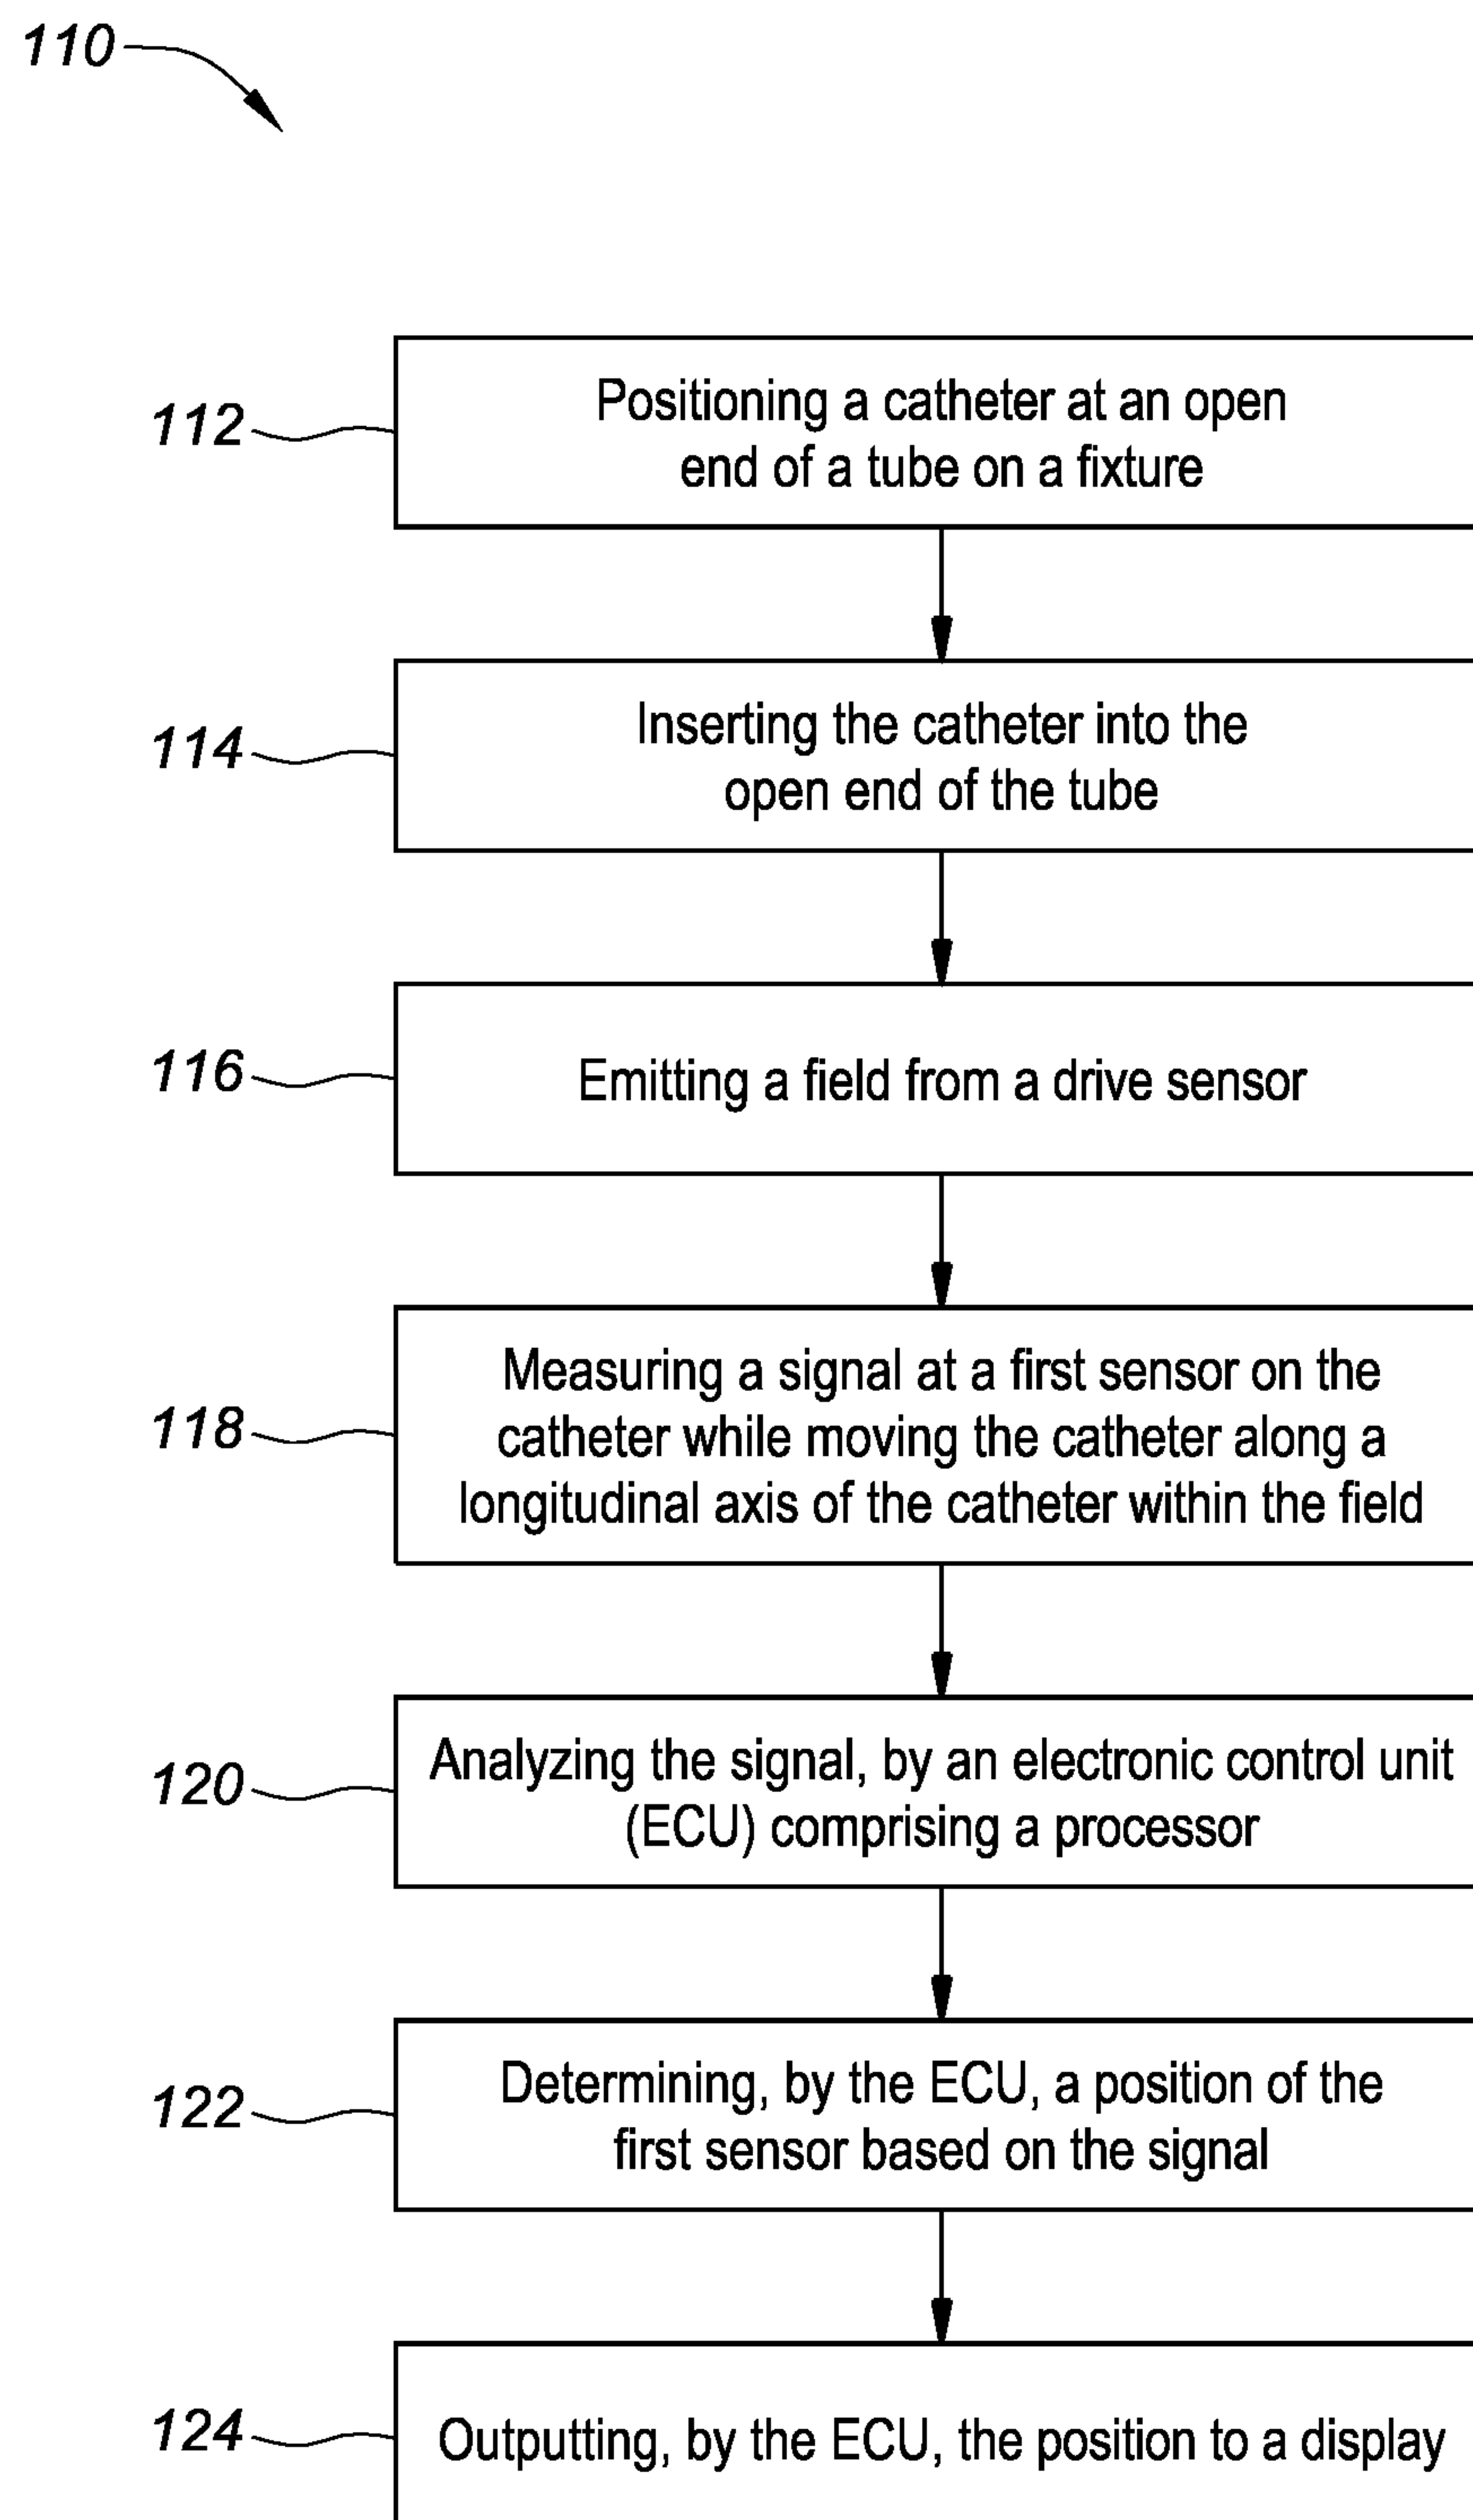 110
112
Positioning a catheter at an open
end of a tube on a fixture
114
Inserting the catheter into the
open end of the tube
116
Emitting a field from a drive sensor
118
Measuring a signal at a first sensor on the
catheter while moving the catheter along a
longitudinal axis of the catheter within the field
120
Analyzing the signal, by an electronic control unit
(ECU) comprising a processor
122
Determining, by the ECU, a position of the
first sensor based on the signal
124
Outputting, by the ECU, the position to a display